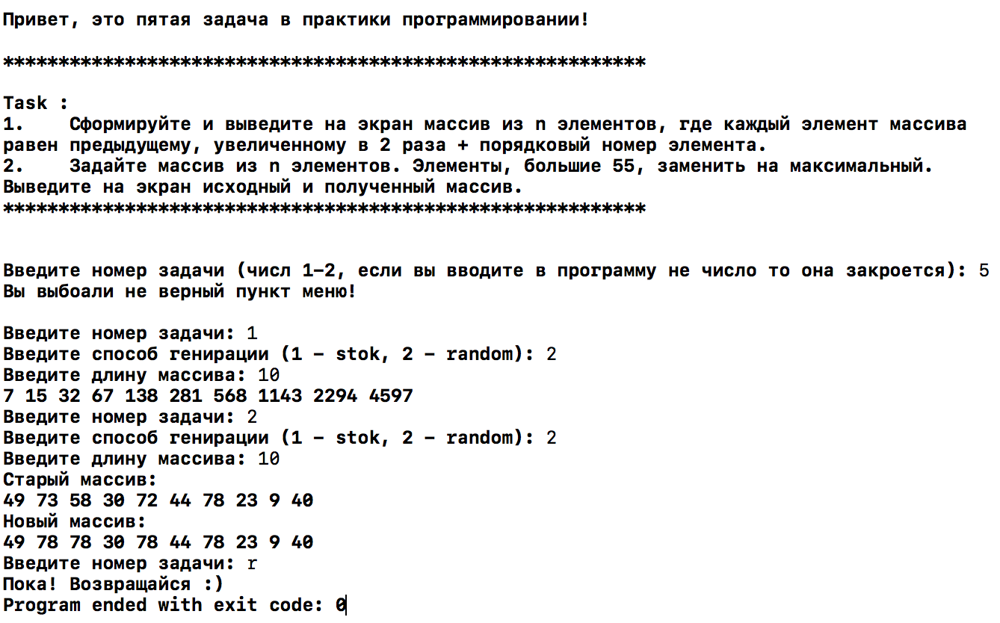 Привет, это пятая задача в практики программировании!
**********************************************************
Task :
1.    Сформируйте и выведите на экран массив из n элементов, где каждый элемент массива
равен предыдущему, увеличенному в 2 раза + порядковый номер элемента.
2.    Задайте массив из n элементов. Элементы, большие 55, заменить на максимальный.
Выведите на экран исходный и полученный массив.
**********************************************************
Введите номер задачи (числ 1-2, если вы вводите в программу не число то она закроется): 5
Вы выбоали не верный пункт меню!
Введите номер задачи: 1
Введите способ генирации (1 - stok, 2 - random): 2
Введите длину массива: 10
7 15 32 67 138 281 568 1143 2294 4597
Введите номер задачи: 2
Введите способ генирации (1 - stok, 2 - random): 2
Введите длину массива: 10
Старый массив:
49 73 58 30 72 44 78 23 9 40
Новый массив:
49 78 78 30 78 44 78 23 9 40
Введите номер задачи: r
Пока! Возвращайся :)
Program ended with exit code: 0